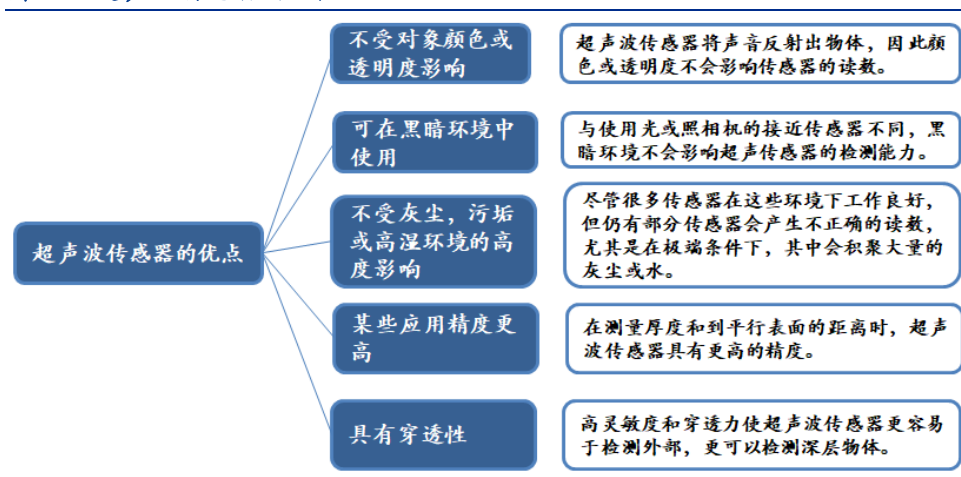 不受对象颜色或
透明度影响
超声波传感器将声音反射出物体，因此颜
色或透明度不会影响传感器的读数。
可在黑暗环境中
使用
与使用光或照相机的接近传感器不同，黑
暗环境不会影响超声传感器的检测能力。
超声波传感器的优点
不受灰尘，污垢
或高湿环境的高
度影响
尽管很多传感器在这些环境下工作良好，
但仍有部分传感器会产生不正确的读数，
尤其是在极端条件下，其中会积聚大量的
灰尘或水。
某些应用精度更
高
在测量厚度和到平行表面的距离时，超声
波传感器具有更高的精度。
具有穿透性
高灵敏度和穿透力使超声波传感器更容易
于检测外部，更可以检测深层物体。